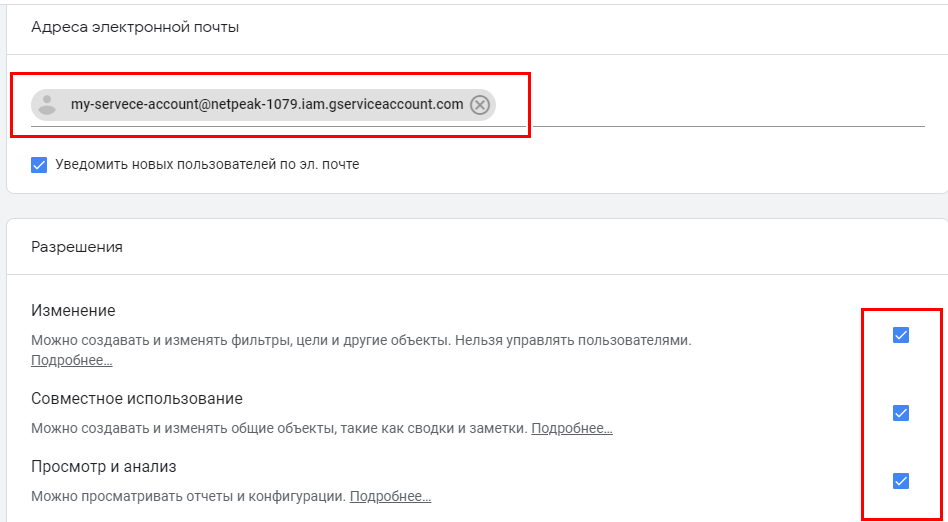 Адреса электронной почты
my-servece-account@netpeak-1079.iam.gserviceaccount.com
Уведомить новых пользователей по эл. почте
Разрешения
Изменение
Можно создавать и изменять фильтры, цели и другие объекты. Нельзя управлять пользователями.
Подробнее…
Совместное использование
Можно создавать и изменять общие объекты, такие как сводки и заметки. Подробнее…
Просмотр и анализ
Можно просматривать отчеты и конфигурации. Подробнее…